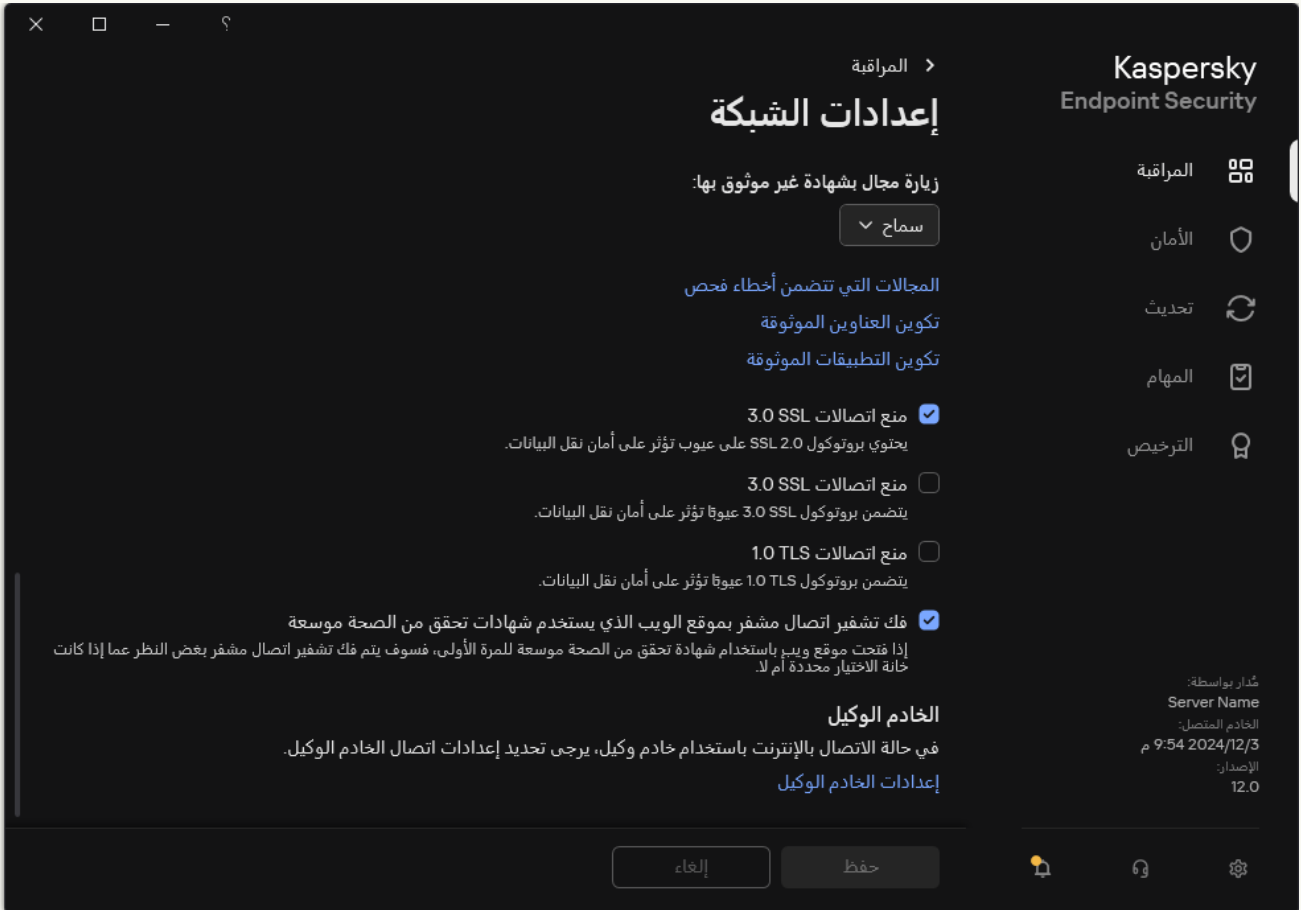 ؟
Kaspersky
Endpoint Security
المراقبة
الأمان
تحديث
المهام
الترخيص
مُدار بواسطة:
Server Name
الخادم المتصل:
2024/12/3 9:54 م
الإصدار:
12.0
المراقبة
إعدادات الشبكة
زيارة مجال بشهادة غير موثوق بها:
سماح
المجالات التي تتضمن أخطاء فحص
تكوين العناوين الموثوقة
تكوين التطبيقات الموثوقة
منع اتصالات SSL 3.0
يحتوي بروتوكول SSL 2.0 على عيوب تؤثر على أمان نقل البيانات.
منع اتصالات SSL 3.0
يتضمن بروتوكول SSL 3.0 عيوبًا تؤثر على أمان نقل البيانات.
منع اتصالات TLS 1.0
يتضمن بروتوكول TLS 1.0 عيوبًا تؤثر على أمان نقل البيانات.
فك تشفير اتصال مشفر بموقع الويب الذي يستخدم شهادات تحقق من الصحة موسعة
إذا فتحت موقع ويب باستخدام شهادة تحقق من الصحة موسعة للمرة الأولى، فسوف يتم فك تشفير اتصال مشفر بغض النظر عما إذا كانت
خانة الاختيار محددة أم لا.
الخادم الوكيل
في حالة الاتصال بالإنترنت باستخدام خادم وكيل، يرجى تحديد إعدادات اتصال الخادم الوكيل.
إعدادات الخادم الوكيل
حفظ
إلغاء